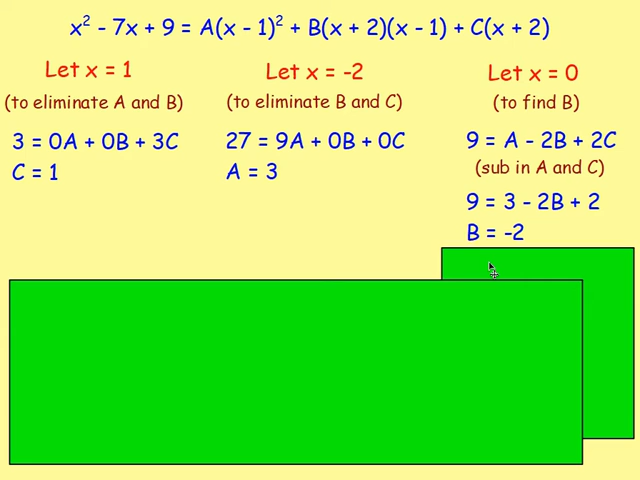 x² - 7x + 9 = A(x - 1)² + B(x + 2)(x - 1) + C(x + 2)
Let x = 1
(to eliminate A and B)
3 = 0A + 0B + 3C
C = 1
Let x = -2
(to eliminate B and C)
27 = 9A + 0B + 0C
A = 3
Let x = 0
(to find B)
9 = A - 2B + 2C
(sub in A and C)
9 = 3 - 2B + 2
B = -2